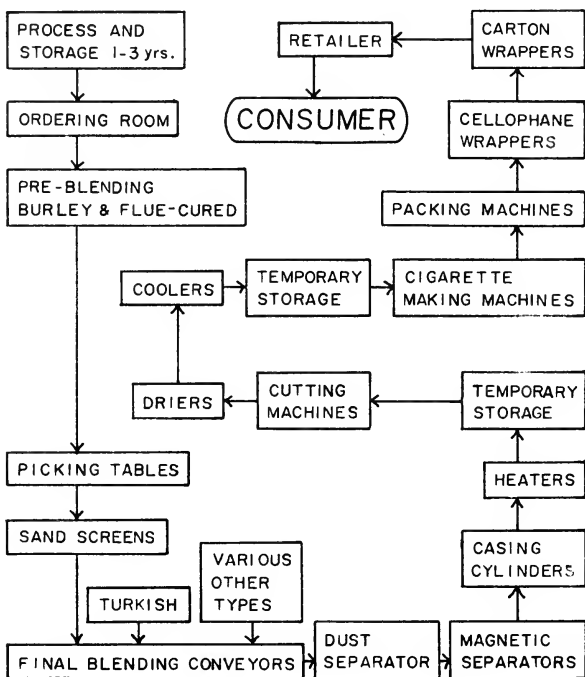 PROCESS AND
STORAGE 1-3 yrs.
ORDERING ROOM
PRE-BLENDING
BURLEY & FLUE-CURED
PICKING TABLES
SAND SCREENS
TURKISH
VARIOUS
OTHER
TYPES
FINAL BLENDING CONVEYORS
DUST
SEPARATOR
MAGNETIC
SEPARATORS
CASING
CYLINDERS
HEATERS
TEMPORARY
STORAGE
CUTTING
MACHINES
DRIERS
COOLERS
TEMPORARY
STORAGE
CIGARETTE
MAKING MACHINES
PACKING MACHINES
CELLOPHANE
WRAPPERS
CARTON
WRAPPERS
RETAILER
CONSUMER